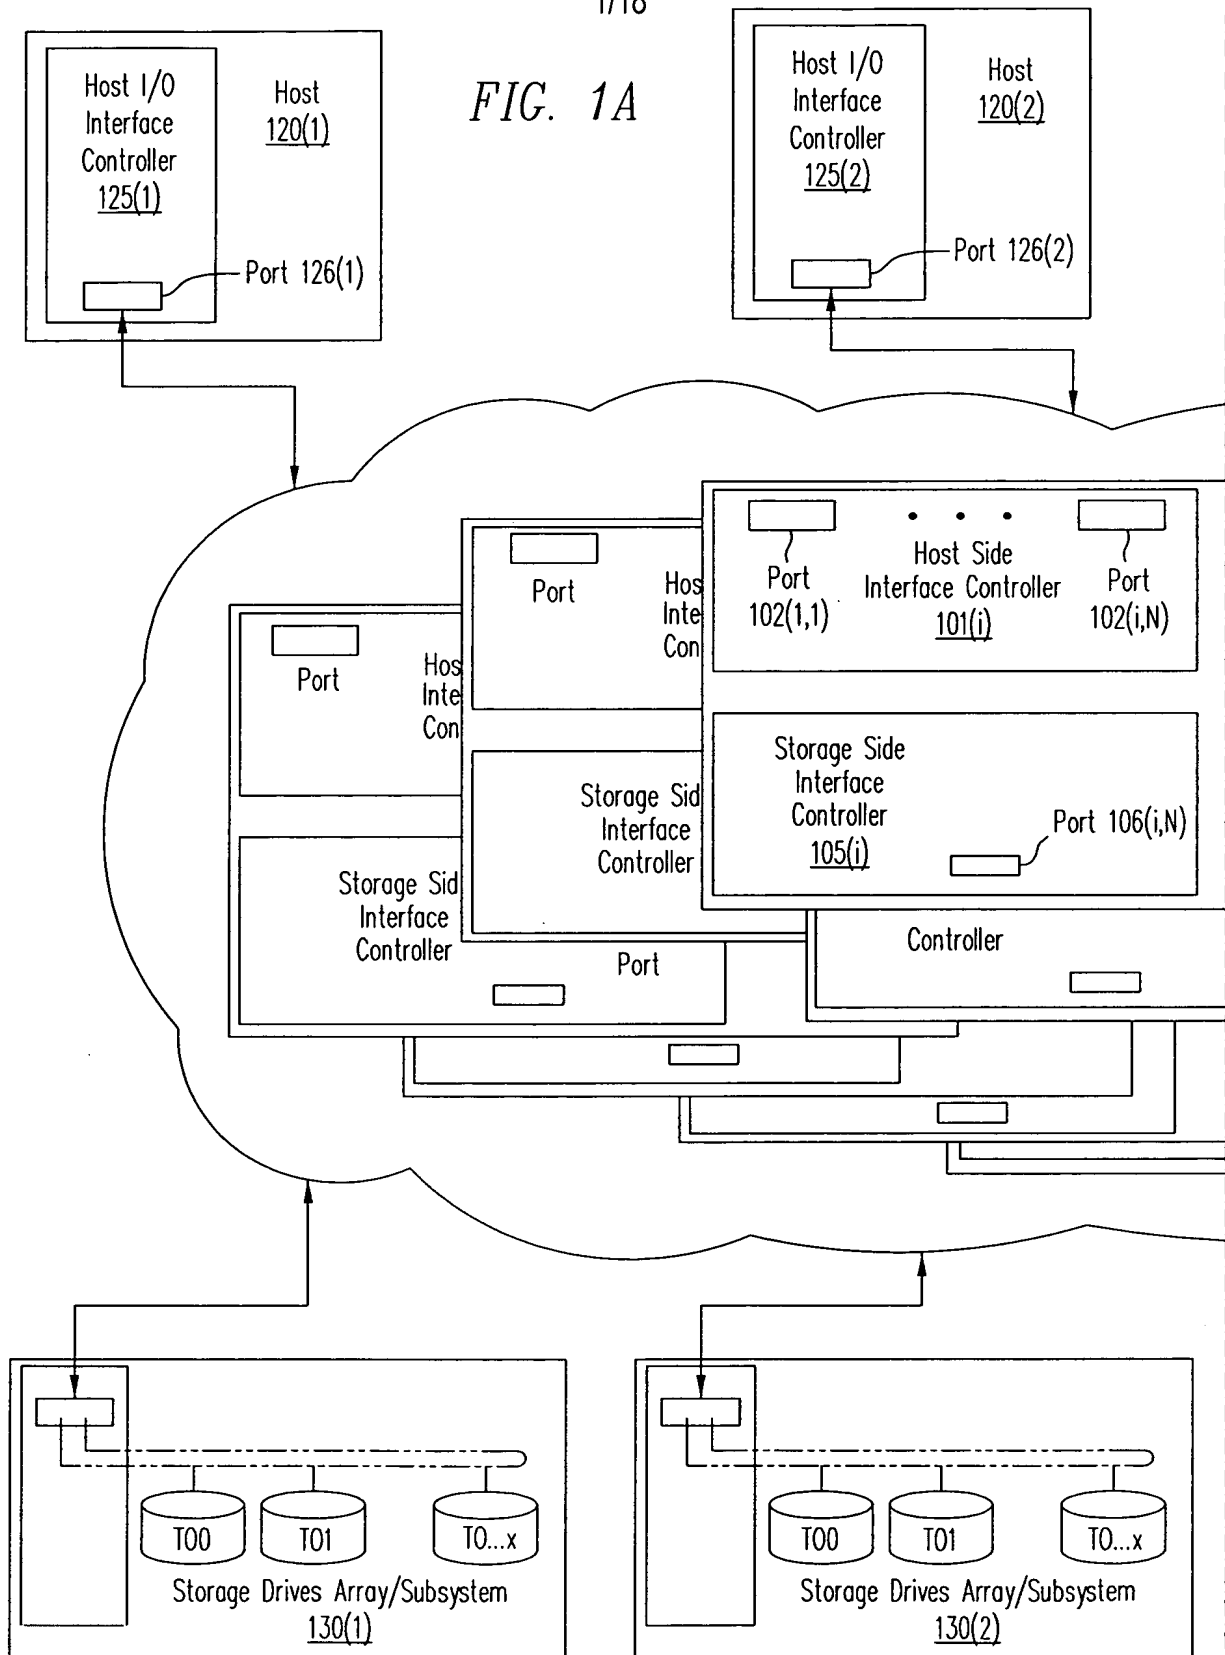 1/18
FIG. 1A
Host I/O
Interface
Controller
125(1)
Host
120(1)
Port 126(1)
Host I/O
Interface
Controller
125(2)
Host
120(2)
Port 126(2)
Port
102(1,1)
Host Side
Interface Controller
101(i)
Port
102(i,N)
Storage Side
Interface
Controller
105(i)
Port 106(i,N)
Port
Hos
Inte
Con
Storage Sid
Interface
Controller
Port
Hos
Inte
Con
Storage Sid
Interface
Controller
Port
Controller
T00
T01
T0...x
Storage Drives Array/Subsystem
130(1)
T00
T01
T0...x
Storage Drives Array/Subsystem
130(2)